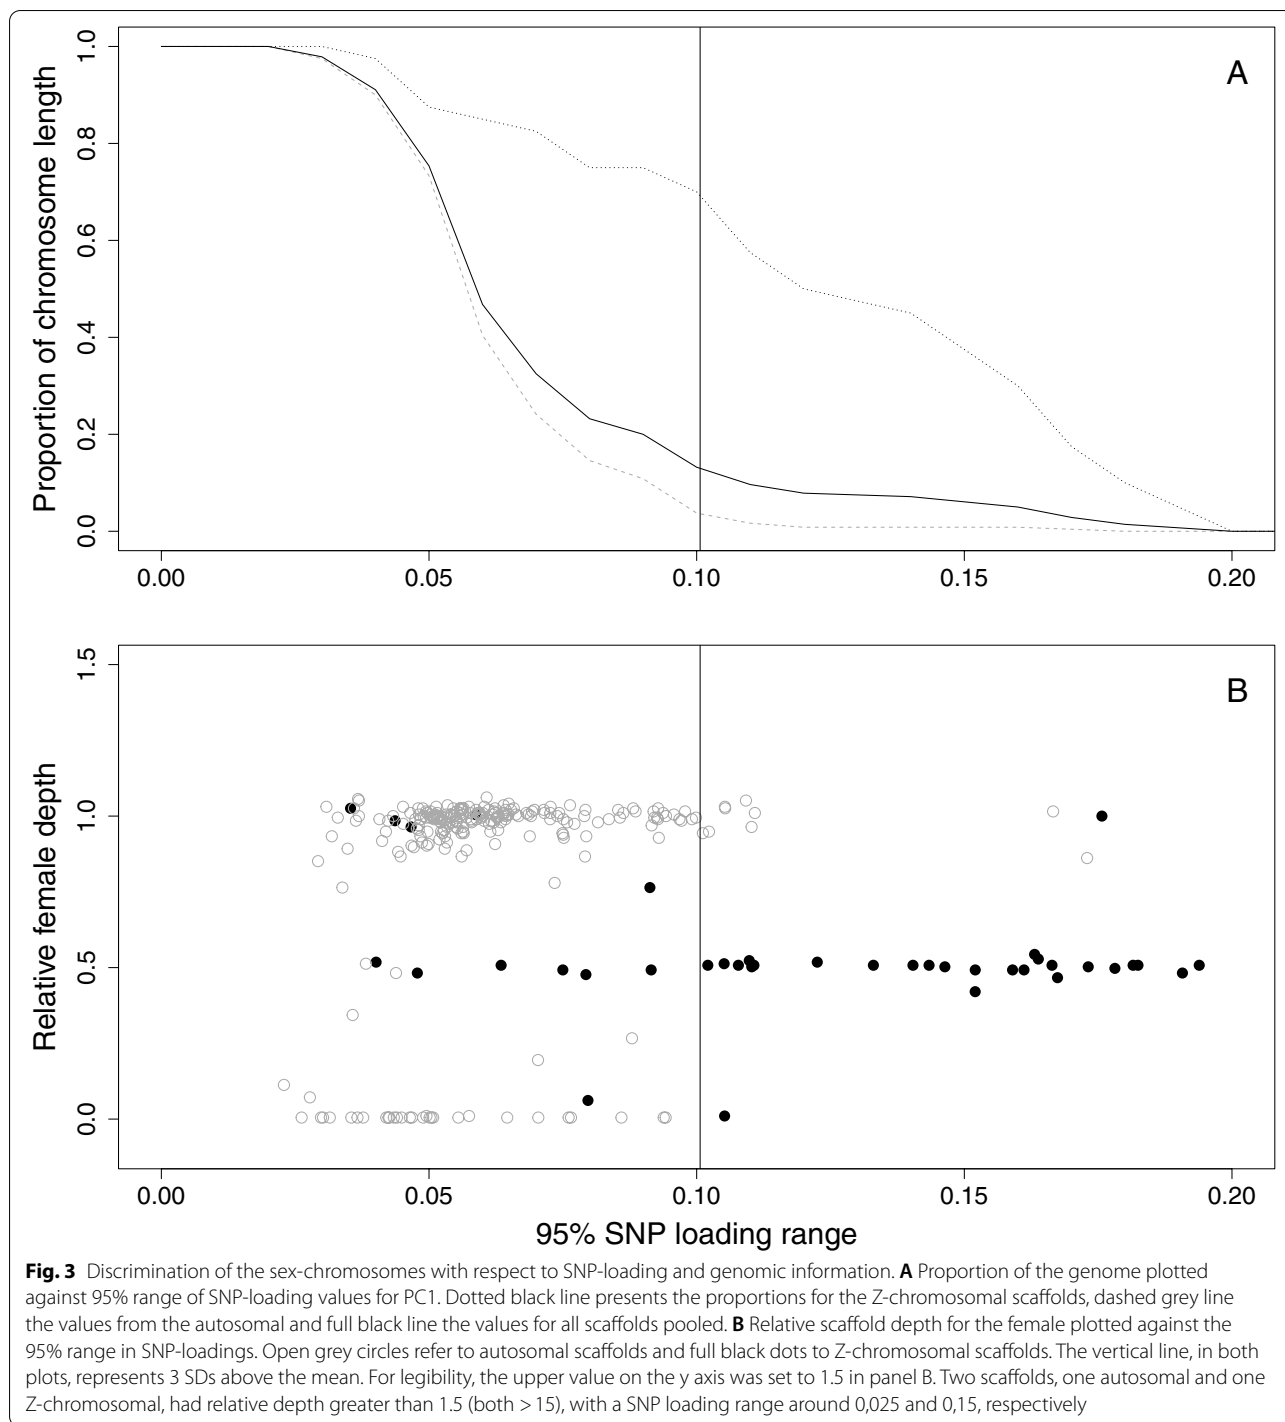 A
Proportion of chromosome length
1.0
0.8
0.6
0.4
0.2
0.0
0.00 0.05 0.10 0.15 0.20
B
Relative female depth
1.5
1.0
0.5
0.0
0.00 0.05 0.10 0.15 0.20
95% SNP loading range
Fig. 3 Discrimination of the sex-chromosomes with respect to SNP-loading and genomic information. A Proportion of the genome plotted
against 95% range of SNP-loading values for PC1. Dotted black line presents the proportions for the Z-chromosomal scaffolds, dashed grey line
the values from the autosomal and full black line the values for all scaffolds pooled. B Relative scaffold depth for the female plotted against the
95% range in SNP-loadings. Open grey circles refer to autosomal scaffolds and full black dots to Z-chromosomal scaffolds. The vertical line, in both
plots, represents 3 SDs above the mean. For legibility, the upper value on the y axis was set to 1.5 in panel B. Two scaffolds, one autosomal and one
Z-chromosomal, had relative depth greater than 1.5 (both > 15), with a SNP loading range around 0,025 and 0,15, respectively